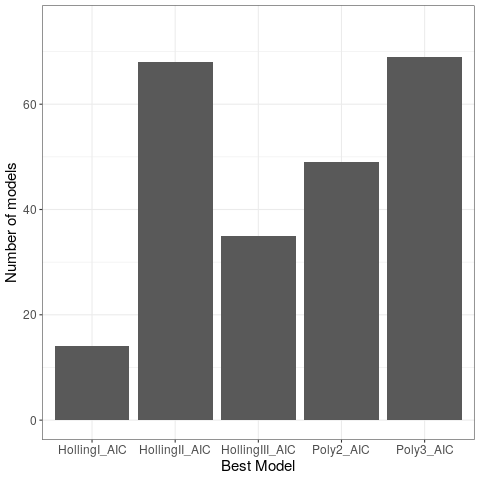 Number of models
60
40
20
0
HollingI_AIC HollingII_AIC HollingIII_AIC Poly2_AIC Poly3_AIC
Best Model